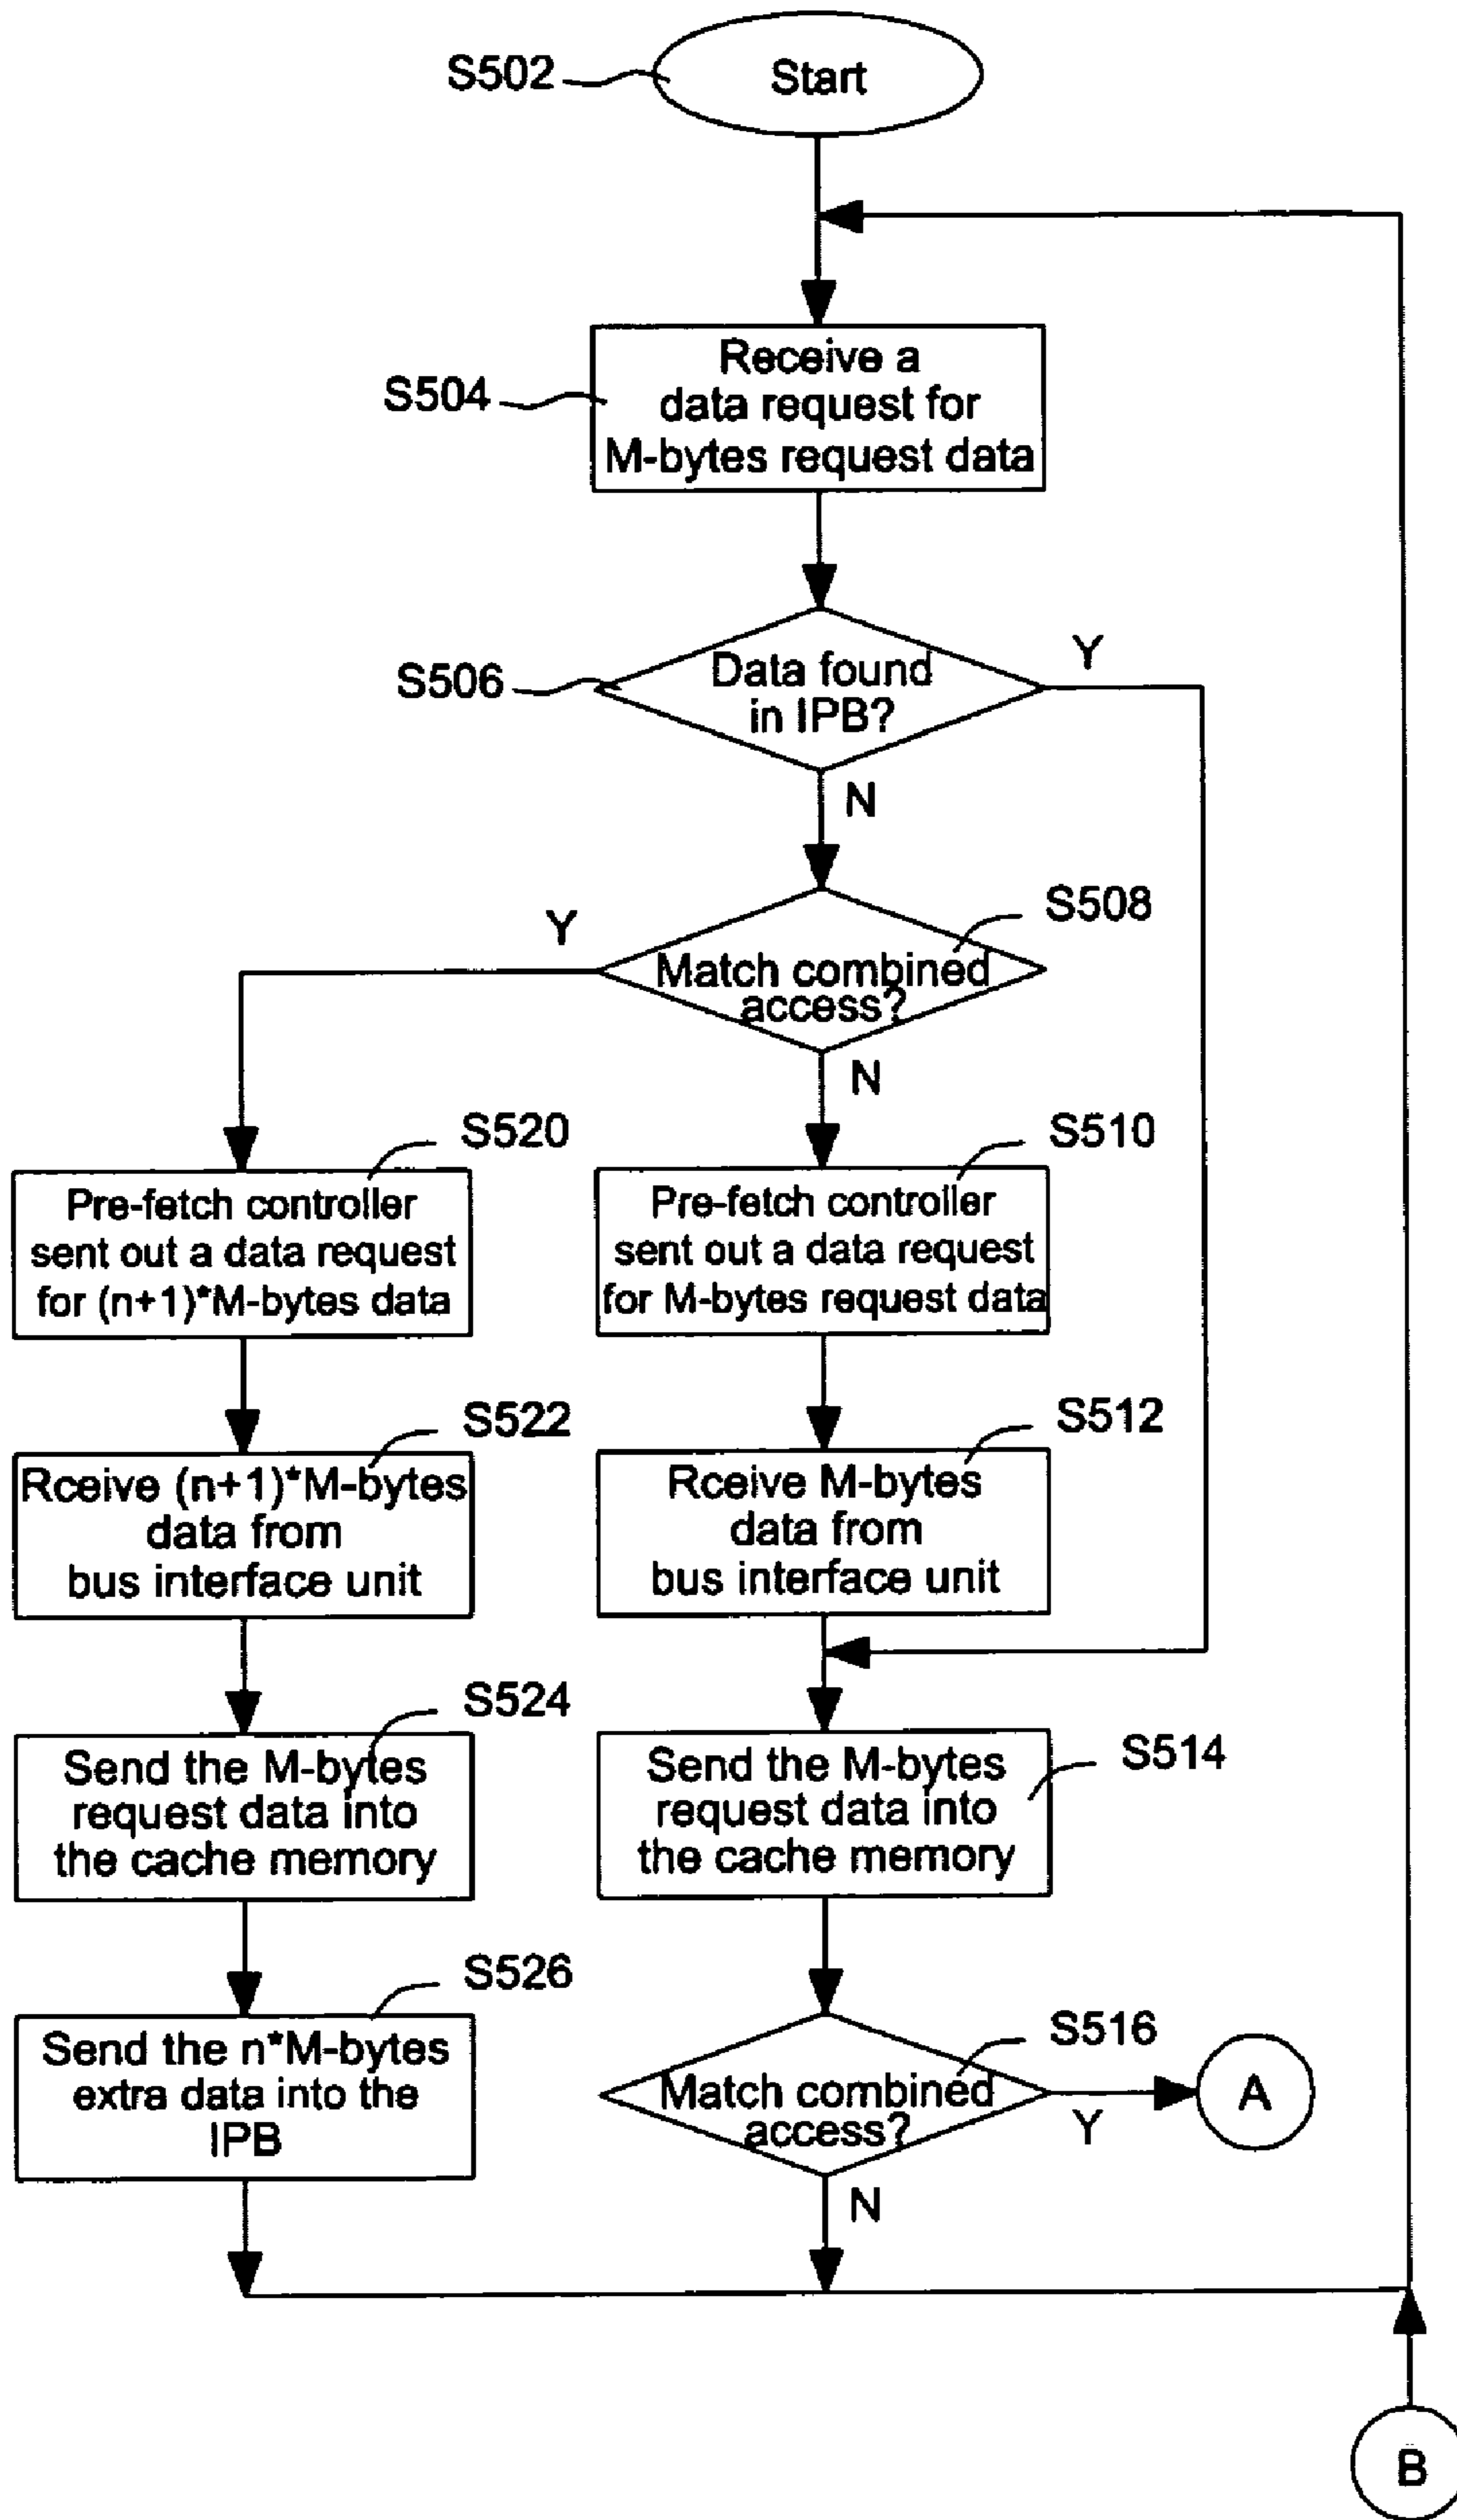 S502
Start
S504
Receive a
data request for
M-bytes request data
S506
Data found
in IPB?
Y
N
S508
Y
Match combined
access?
N
S520
Pre-fetch controller
sent out a data request
for (n+1)*M-bytes data
S510
Pre-fetch controller
sent out a data request
for M-bytes request data
S522
Rceive (n+1)*M-bytes
data from
bus interface unit
S512
Rceive M-bytes
data from
bus interface unit
S524
Send the M-bytes
request data into
the cache memory
S514
Send the M-bytes
request data into
the cache memory
S526
Send the n*M-bytes
extra data into the
IPB
S516
Match combined
access?
Y
A
N
B